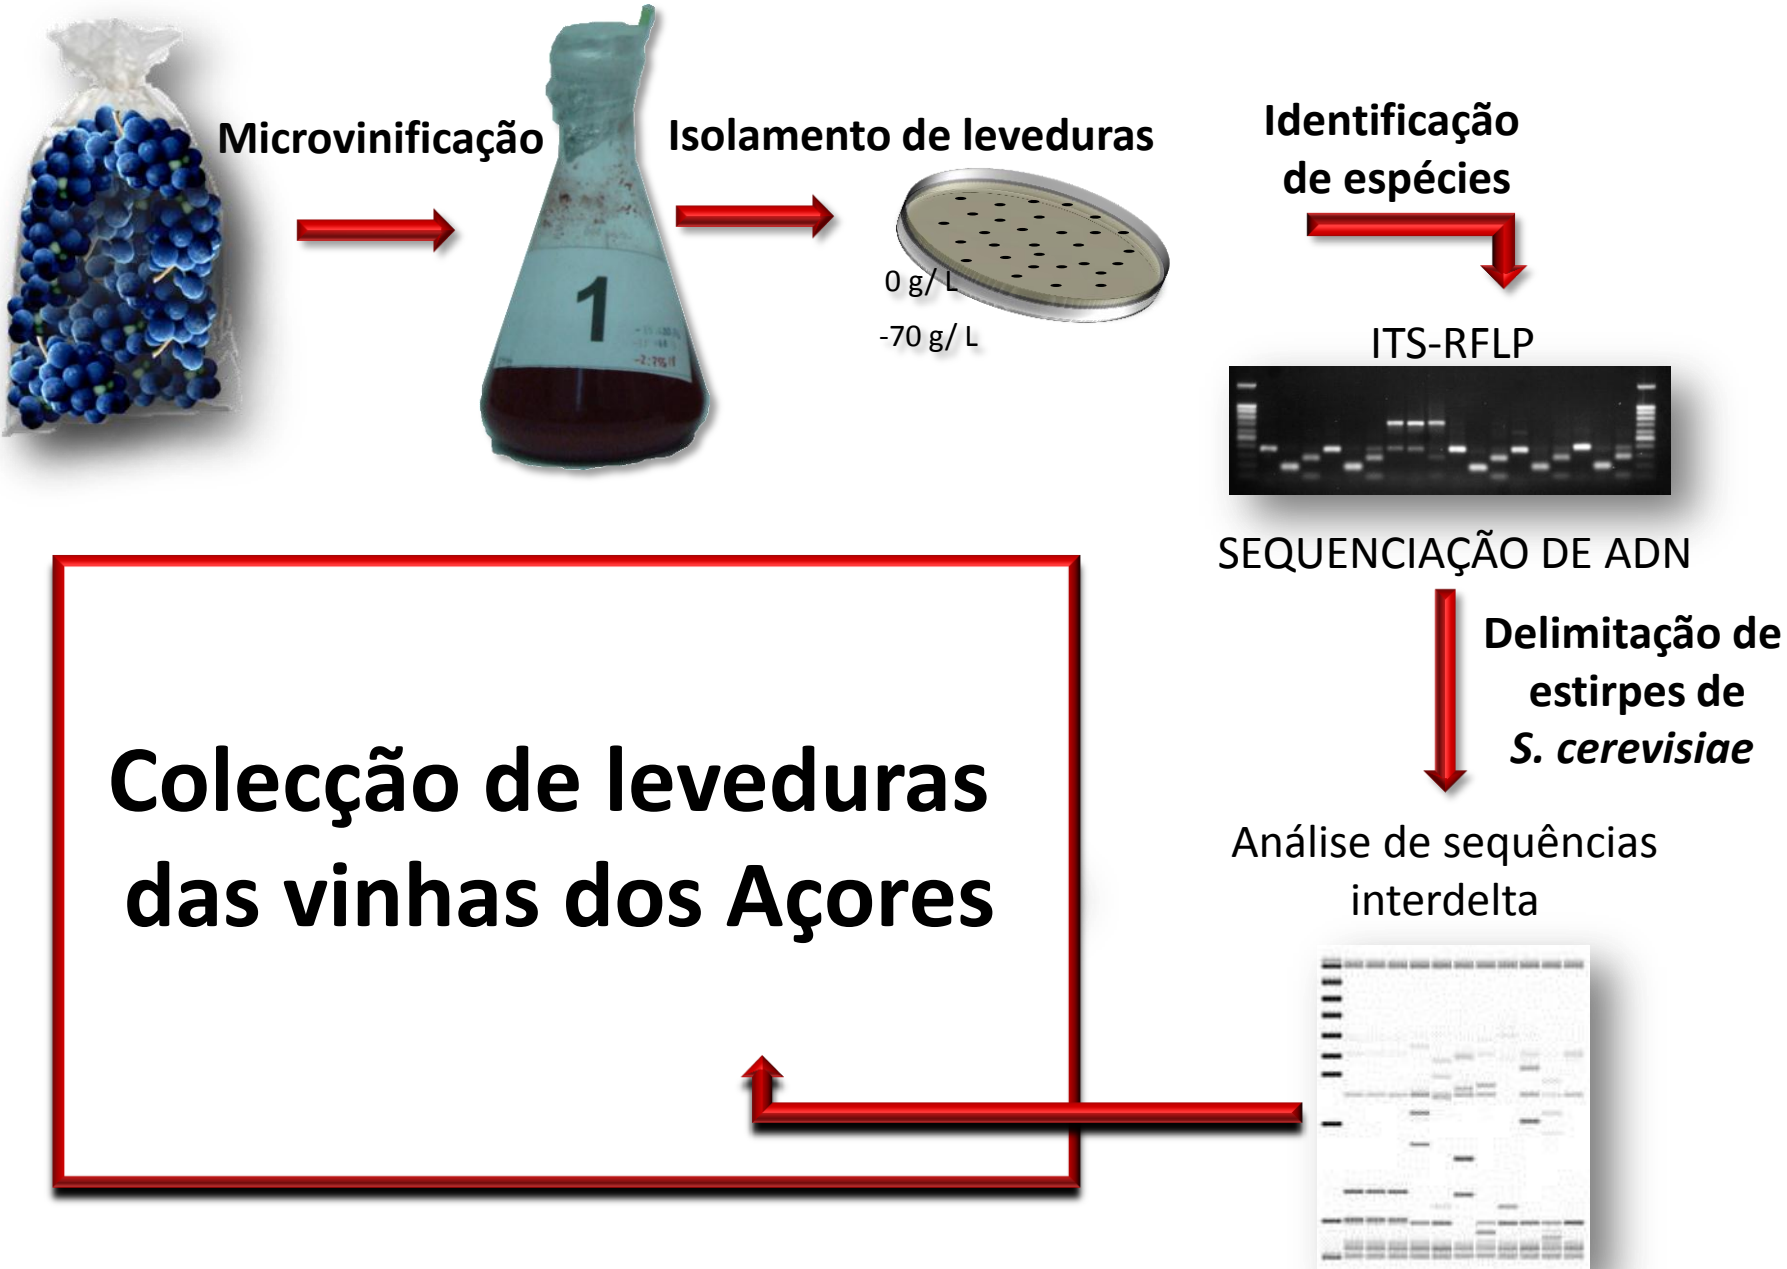 Microvinificação
Isolamento de leveduras
Identificação
de espécies
1
0 g/ L
-70 g/ L
ITS-RFLP
SEQUENCIAÇÃO DE ADN
Delimitação de
estirpes de
S. cerevisiae
Colecção de leveduras
das vinhas dos Açores
Análise de sequências
interdelta